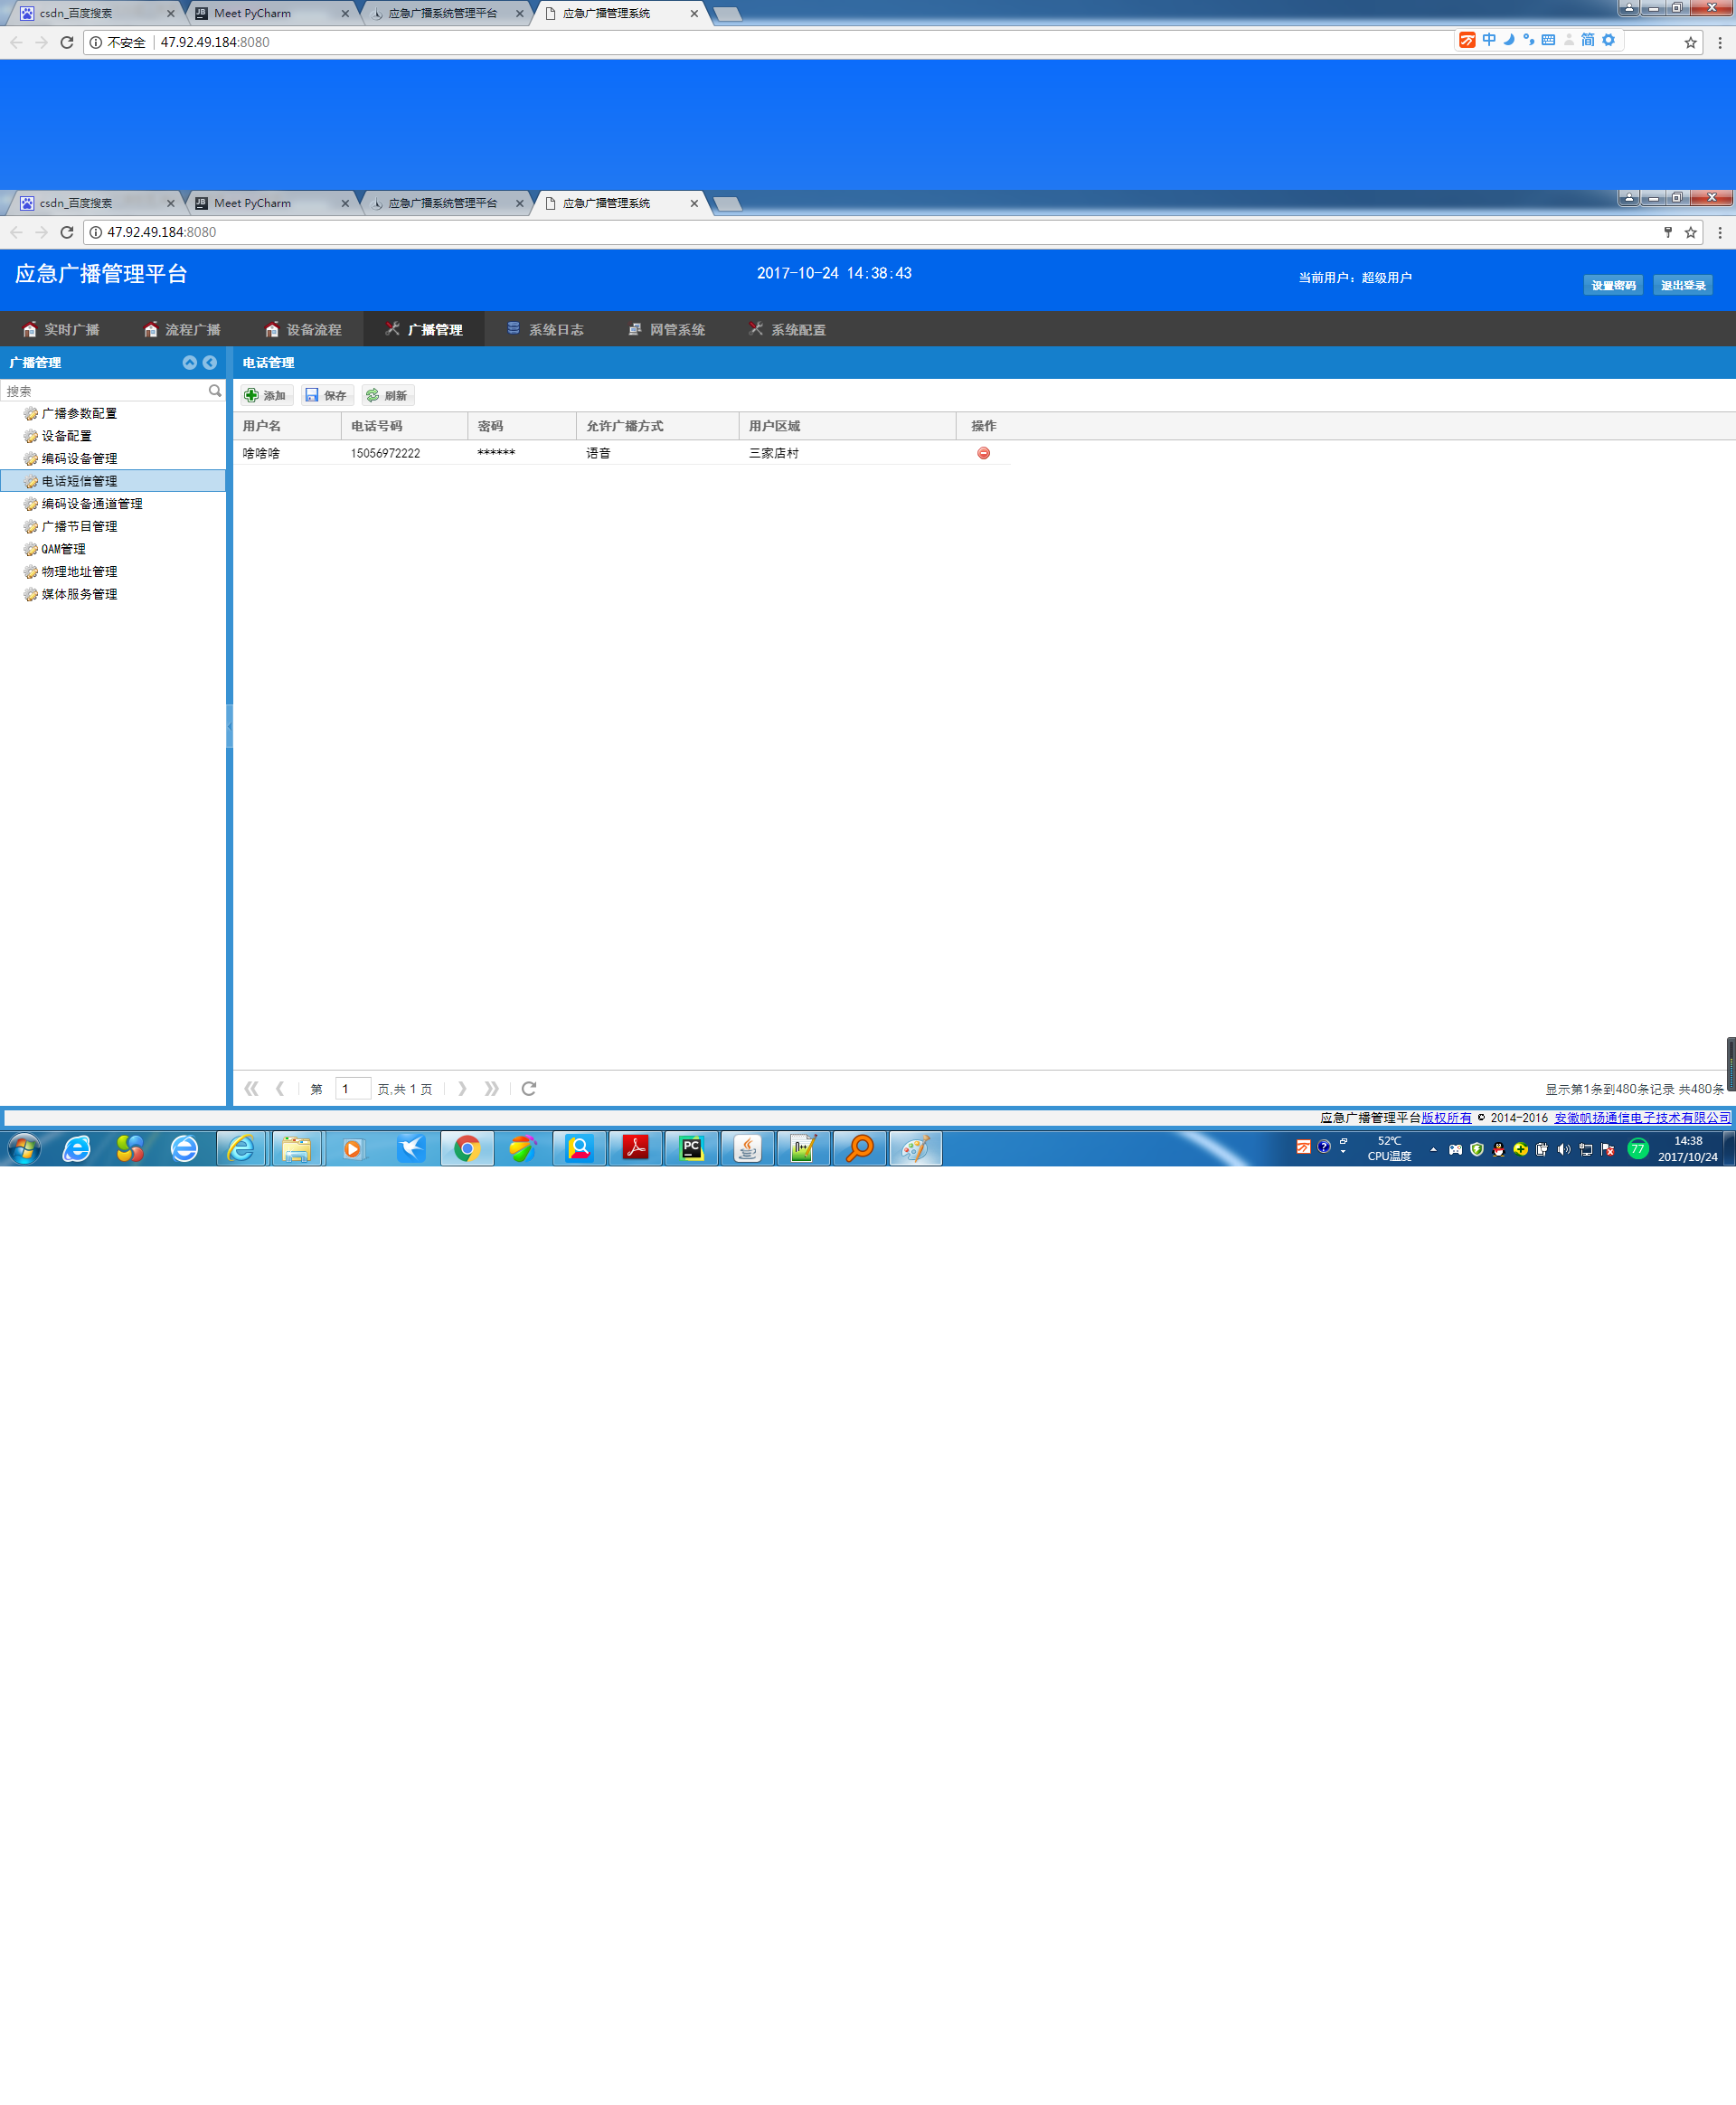 csdn_百度搜索
Meet PyCharm
应急广播系统管理平台
应急广播管理系统
不安全 47.92.49.184:8080
中 简
csdn_百度搜索
Meet PyCharm
应急广播系统管理平台
应急广播管理系统
47.92.49.184:8080
应急广播管理平台
2017-10-24 14:38:43
当前用户：超级用户
设置密码
退出登录
实时广播
流程广播
设备流程
广播管理
系统日志
网管系统
系统配置
广播管理
搜索
广播参数配置
设备配置
编码设备管理
电话短信管理
编码设备通道管理
广播节目管理
QAM管理
物理地址管理
媒体服务管理
电话管理
添加 保存 刷新
用户名 电话号码 密码 允许广播方式 用户区域 操作
啥啥啥 15056972222 ****** 语音 三家店村
第 1 页,共 1 页
显示第1条到480条记录 共480条
应急广播管理平台版权所有 © 2014-2016 安徽帆扬通信电子技术有限公司
52℃
CPU温度
77
14:38
2017/10/24